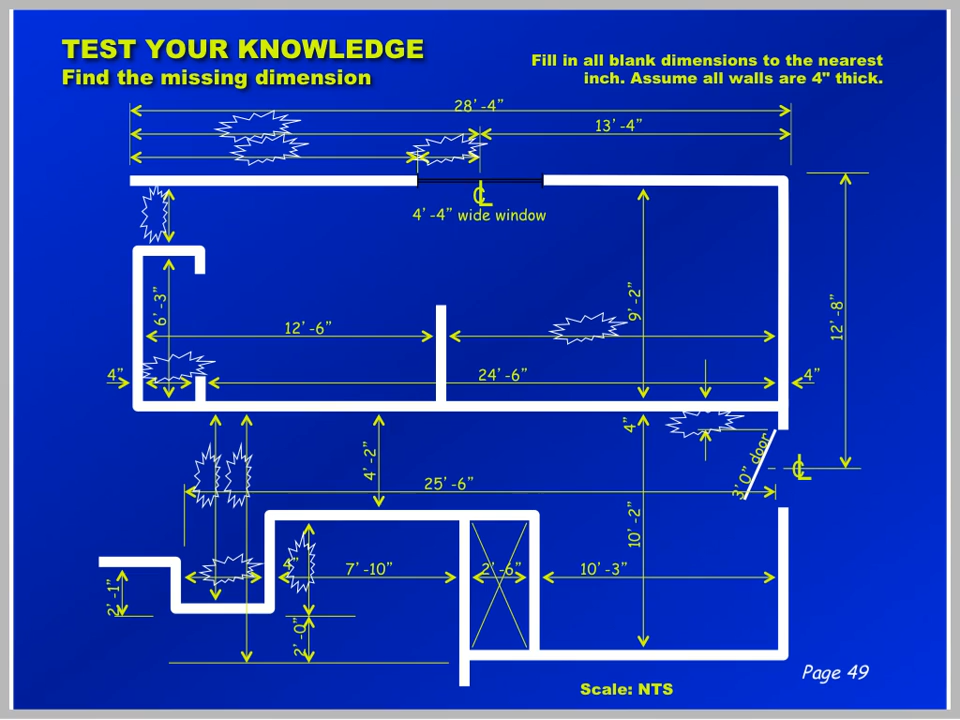 TEST YOUR KNOWLEDGE
Find the missing dimension
Fill in all blank dimensions to the nearest
inch. Assume all walls are 4" thick.
28’ -4”
13’ -4”
CL
4’ -4” wide window
6’ -3”
12’ -6”
9’ -2”
12’ -8”
4”
24’ -6”
4”
4”
4’ -2”
3’ 0” door
CL
25’ -6”
10’ -2”
2’ -1”
4”
7’ -10”
2’ -6”
10’ -3”
2’ -0”
Page 49
Scale: NTS